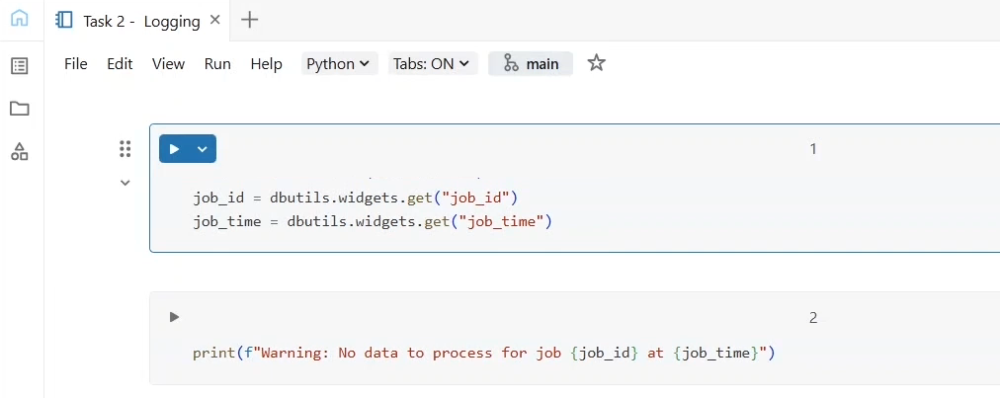 Task 2 - Logging
File Edit View Run Help Python Tabs: ON main
1
job_id = dbutils.widgets.get("job_id")
job_time = dbutils.widgets.get("job_time")
2
print(f"Warning: No data to process for job {job_id} at {job_time}")